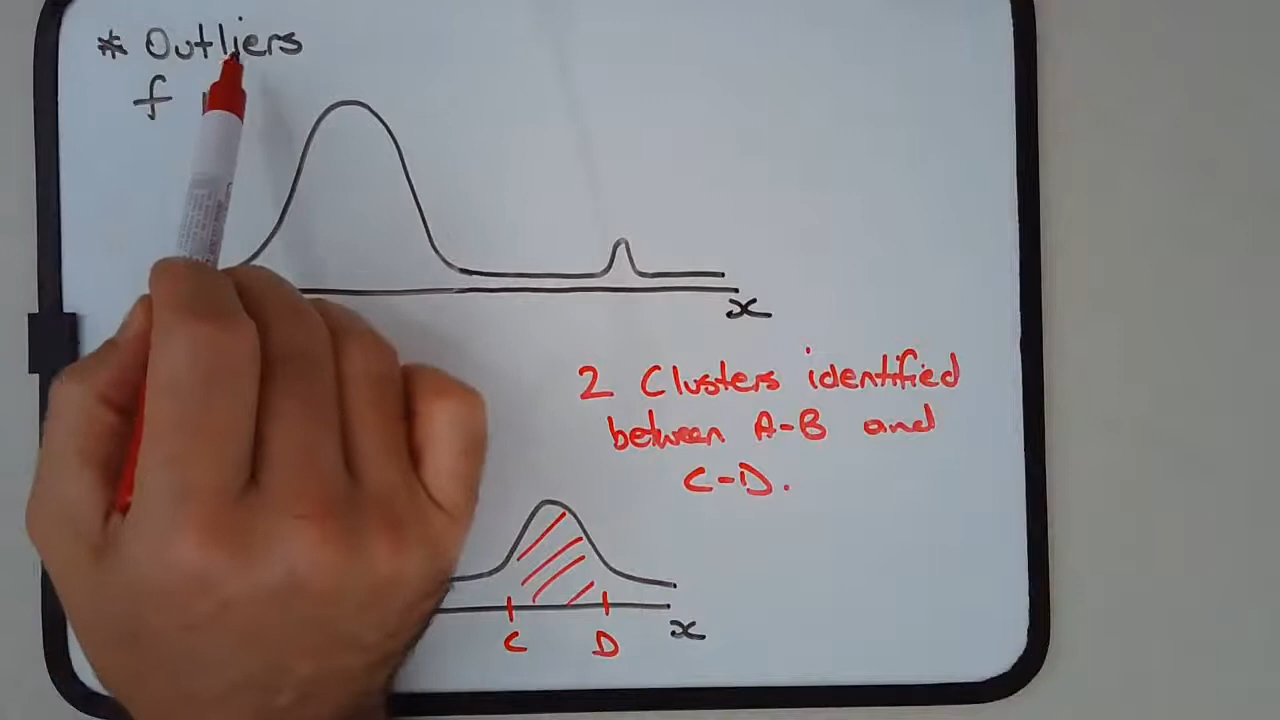 * Outliers
f
x
2 Clusters identified
between A-B and
C-D.
C D x